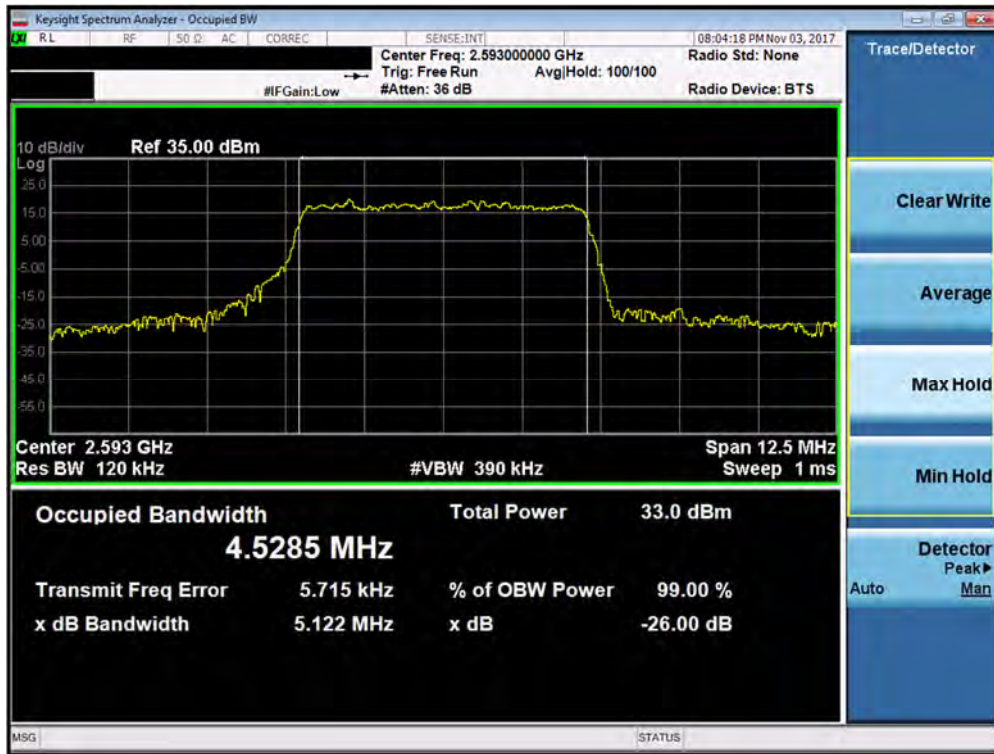 Keysight Spectrum Analyzer - Occupied BW
LXI RL RF 50 Ω AC CORREC SENSE:INT 08:04:18 PM Nov 03, 2017
Center Freq: 2.593000000 GHz Radio Std: None
Trig: Free Run Avg|Hold: 100/100
#IFGain:Low #Atten: 36 dB Radio Device: BTS
10 dB/div Ref 35.00 dBm
Log
25.0
15.0
5.00
-5.00
-15.0
-25.0
-35.0
-45.0
-55.0
Center 2.593 GHz Span 12.5 MHz
Res BW 120 kHz #VBW 390 kHz Sweep 1 ms
Occupied Bandwidth Total Power 33.0 dBm
4.5285 MHz
Transmit Freq Error 5.715 kHz % of OBW Power 99.00 %
x dB Bandwidth 5.122 MHz x dB -26.00 dB
MSG STATUS
Trace/Detector
Clear Write
Average
Max Hold
Min Hold
Detector
Peak▶
Auto Man